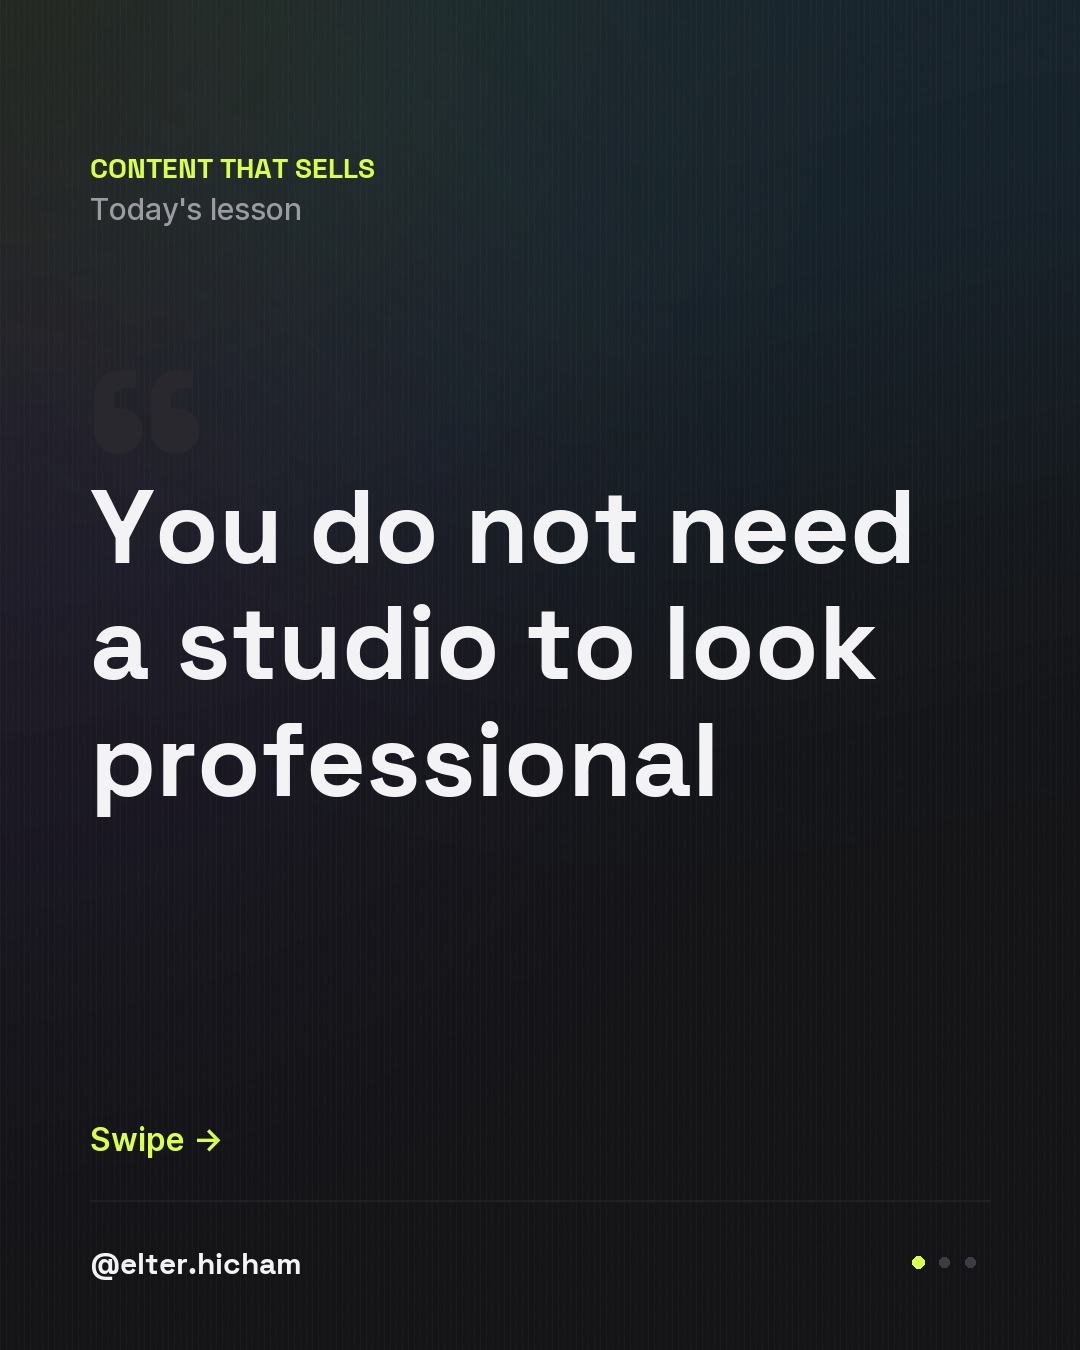 CONTENT THAT SELLS
Today's lesson
“
You do not need
a studio to look
professional
Swipe →
@elter.hicham